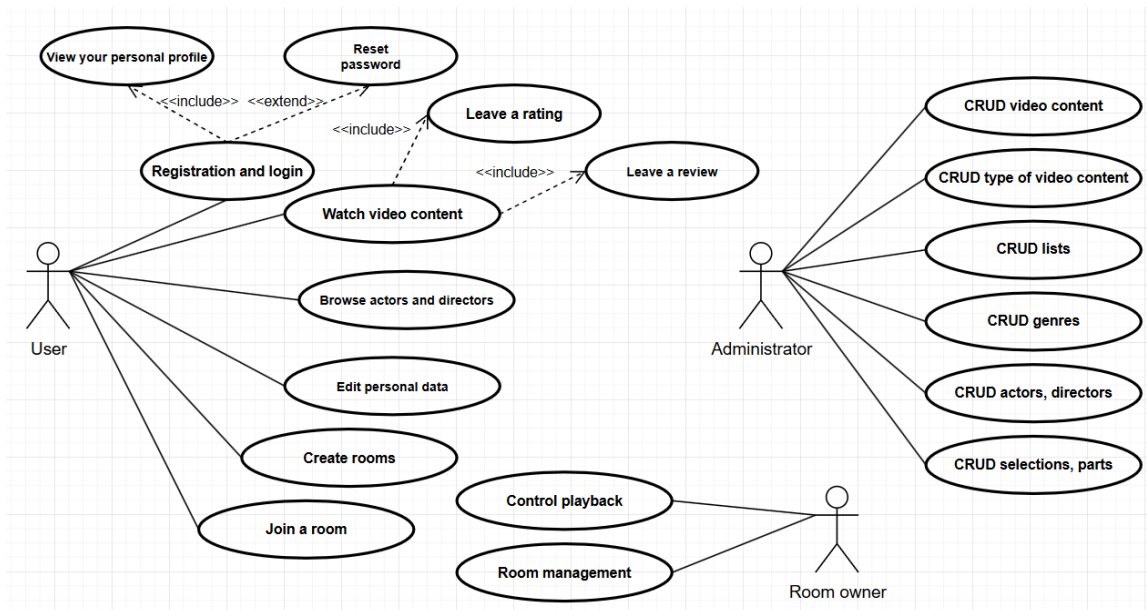 View your personal profile
Reset
password
<<include>>
<<extend>>
Leave a rating
<<include>>
Registration and login
<<include>>
Leave a review
Watch video content
Browse actors and directors
User
Edit personal data
Create rooms
Join a room
CRUD video content
CRUD type of video content
CRUD lists
CRUD genres
Administrator
CRUD actors, directors
CRUD selections, parts
Control playback
Room management
Room owner